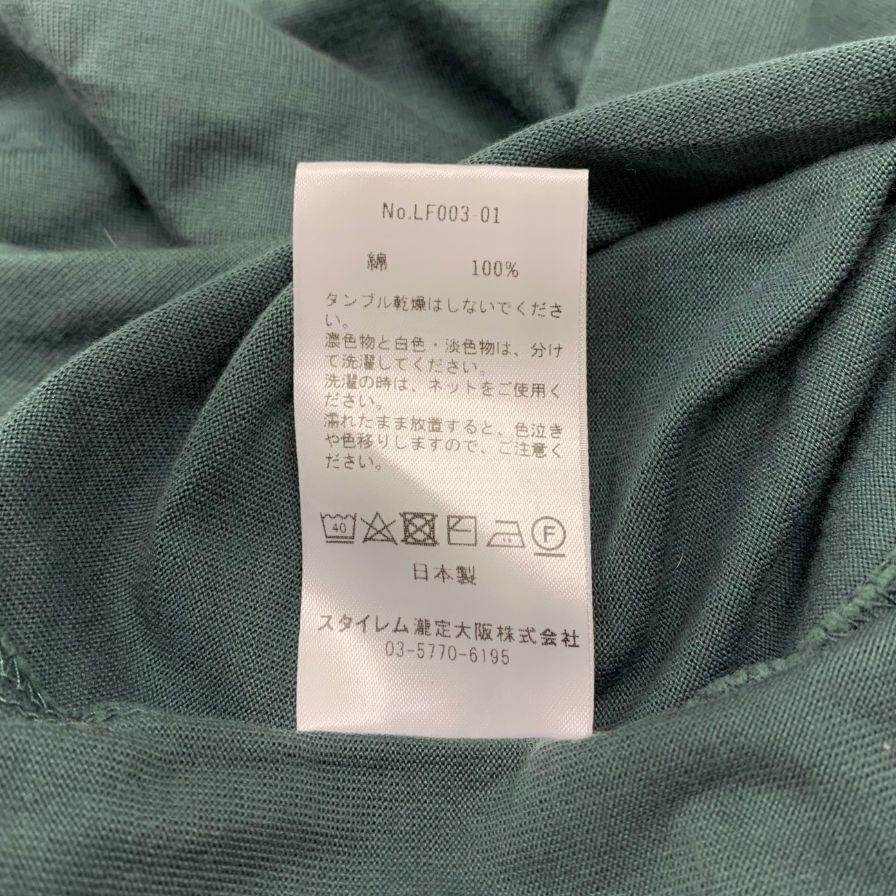 No.LF003-01
綿 100%
タンブル乾燥はしないでくださ
い。
濃色物と白色・淡色物は、分け
て洗濯してください。
洗濯の時は、ネットをご使用く
ださい。
濡れたまま放置すると、色泣き
や色移りしますので、ご注意く
ださい。
40 F
日本製
スタイレム瀧定大阪株式会社
03-5770-6195